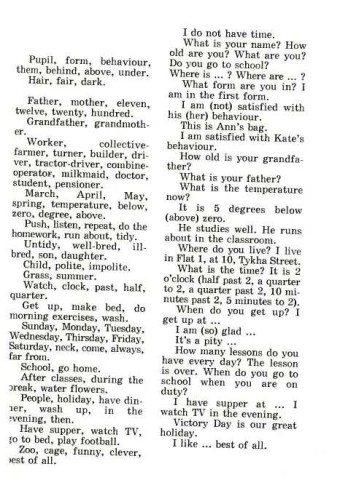 Pupil, form, behaviour,
them, behind, above, under.
Hair, fair, dark.
Father, mother, eleven,
twelve, twenty, hundred.
Grandfather, grandmoth-
er.
Worker, collective-
farmer, turner, builder, dri-
ver, tractor-driver, combine-
operator, milkmaid, doctor,
student, pensioner.
March, April, May,
spring, temperature, below,
zero, degree, above.
Push, listen, repeat, do the
homework, run about, tidy.
Untidy, well-bred, ill-
bred, son, daughter.
Child, polite, impolite.
Grass, summer.
Watch, clock, past, half,
quarter.
Get up, make bed, do
morning exercises, wash.
Sunday, Monday, Tuesday,
Wednesday, Thirsday, Friday,
Saturday, neck, come, always,
far from.
School, go home.
After classes, during the
break, water flowers.
People, holiday, have din-
ner, wash up, in the
evening, then.
Have supper, watch TV,
go to bed, play football.
Zoo, cage, funny, clever,
best of all.
I do not have time.
What is your name? How
old are you? What are you?
Do you go to school?
Where is ... ? Where are ... ?
What form are you in? I
am in the first form.
I am (not) satisfied with
his (her) behaviour.
This is Ann's bag.
I am satisfied with Kate's
behaviour.
How old is your grandfa-
ther?
What is your father?
What is the temperature
now?
It is 5 degrees below
(above) zero.
He studies well. He runs
about in the classroom.
Where do you live? I live
in Flat 1, at 10, Tykha Street.
What is the time? It is 2
o'clock (half past 2, a quarter
to 2, a quarter past 2, 10 mi-
nutes past 2, 5 minutes to 2).
When do you get up? I
get up at ...
I am (so) glad ...
It's a pity ...
How many lessons do you
have every day? The lesson
is over. When do you go to
school when you are on
duty?
I have supper at ... I
watch TV in the evening.
Victory Day is our great
holiday.
I like ... best of all.